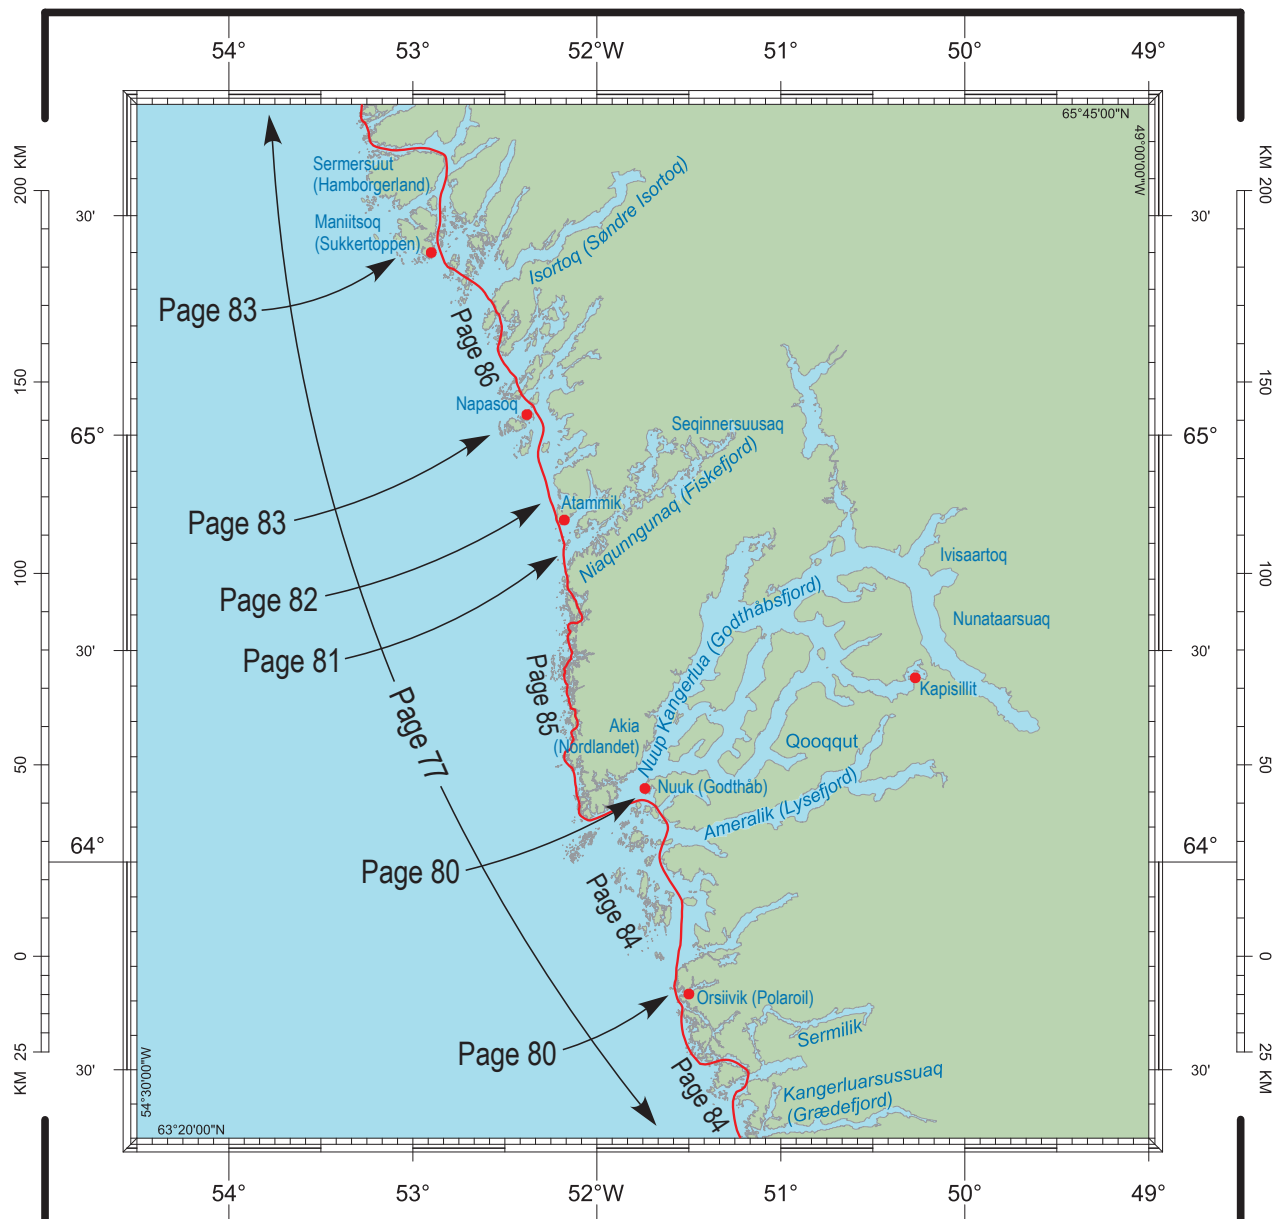 54°
53°
52°W
51°
50°
49°
65°45'00"N
49°00'00"W
KM
200
150
100
50
0
25
KM
KM
200
150
100
50
0
25
KM
30'
65°
30'
64°
30'
30'
65°
30'
64°
30'
Sermersuut
(Hamborgerland)
Maniitsoq
(Sukkertoppen)
Isortoq (Søndre Isortoq)
Page 83
Page 86
Napasoq
Seqinnersuusaq
Niaqunngunaq (Fiskefjord)
Page 83
Atammik
Page 82
Page 81
Ivisaartoq
Nunataarsuaq
Kapisillit
Nuup Kangerlua (Godthåbsfjord)
Page 85
Page 77
Akia
(Nordlandet)
Qooqqut
Nuuk (Godthåb)
Ameralik (Lysefjord)
Page 80
Page 84
Orsiivik (Polaroil)
Page 80
Sermilik
Page 84
Kangerluarsussuaq
(Grædefjord)
54°30'00"W
63°20'00"N
54°
53°
52°W
51°
50°
49°